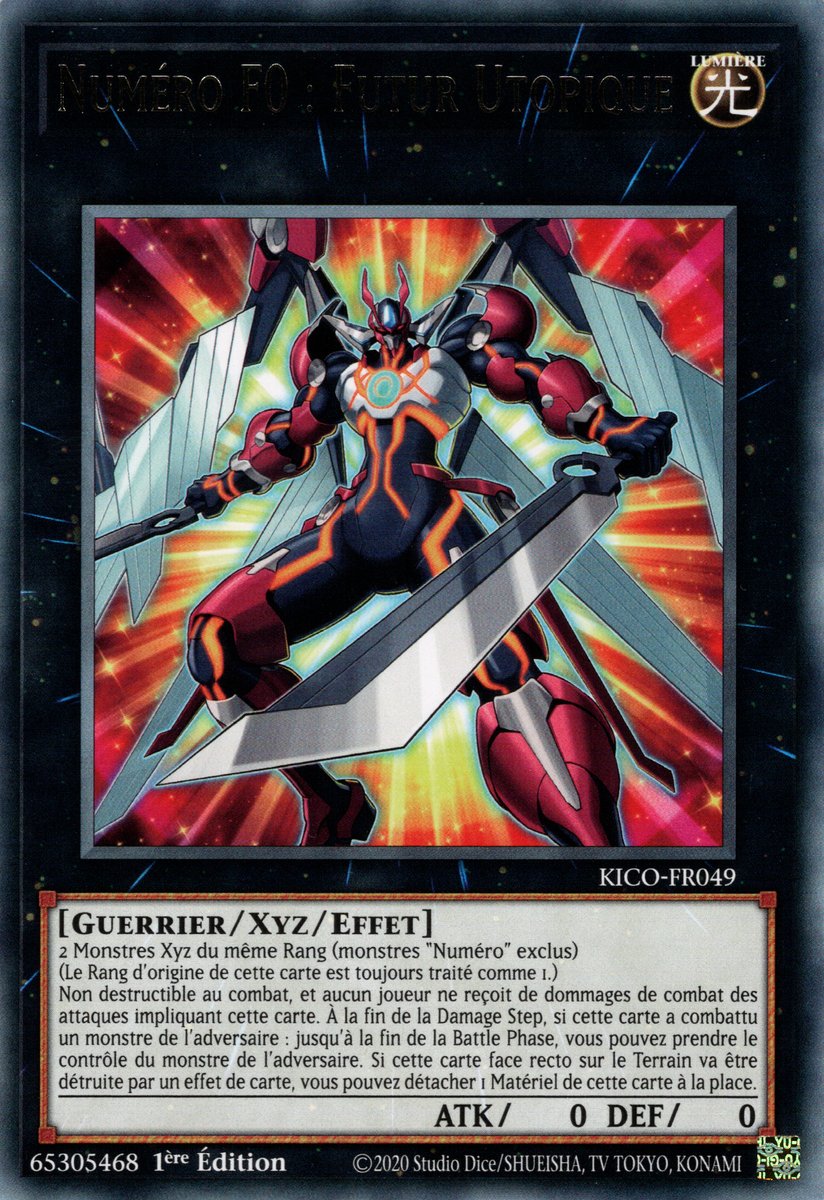 Numéro F0 : Futur Utopique
LUMIÈRE
光
KICO-FR049
[Guerrier/Xyz/Effet]
2 Monstres Xyz du même Rang (monstres "Numéro" exclus)
(Le Rang d'origine de cette carte est toujours traité comme 1.)
Non destructible au combat, et aucun joueur ne reçoit de dommages de combat des
attaques impliquant cette carte. À la fin de la Damage Step, si cette carte a combattu
un monstre de l'adversaire : jusqu'à la fin de la Battle Phase, vous pouvez prendre le
contrôle du monstre de l'adversaire. Si cette carte face recto sur le Terrain va être
détruite par un effet de carte, vous pouvez détacher 1 Matériel de cette carte à la place.
ATK/ 0 DEF/ 0
65305468 1ère Édition ©2020 Studio Dice/SHUEISHA, TV TOKYO, KONAMI